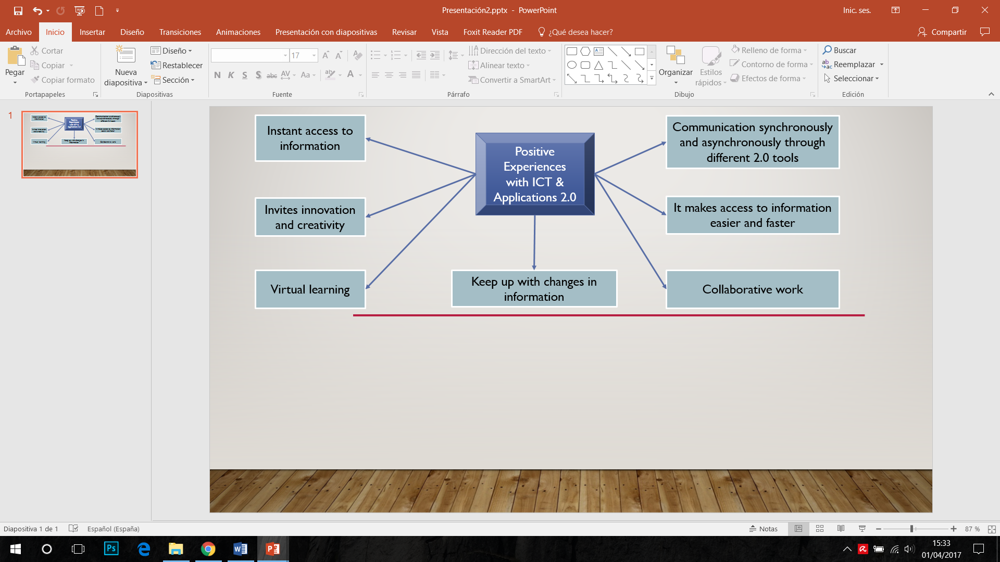 Presentación2.pptx - PowerPoint
Inic. ses.
Archivo Inicio Insertar Diseño Transiciones Animaciones Presentación con diapositivas Revisar Vista Foxit Reader PDF ¿Qué desea hacer? Compartir
Pegar
Cortar
Copiar
Copiar formato
Portapapeles
Nueva
diapositiva
Diseño
Restablecer
Sección
Diapositivas
17
N K S S abc AV Aa A
Fuente
Dirección del texto
Alinear texto
Convertir a SmartArt
Párrafo
Organizar
Estilos
rápidos
Relleno de forma
Contorno de forma
Efectos de forma
Dibujo
Buscar
Reemplazar
Seleccionar
Edición
1
Instant access to
information
Invites innovation
and creativity
Virtual learning
Positive
Experiences
with ICT &
Applications 2.0
Keep up with changes in
information
Communication synchronously
and asynchronously through
different 2.0 tools
It makes access to information
easier and faster
Collaborative work
Diapositiva 1 de 1 Español (España) Notas 87 %
Ps
15:33
01/04/2017